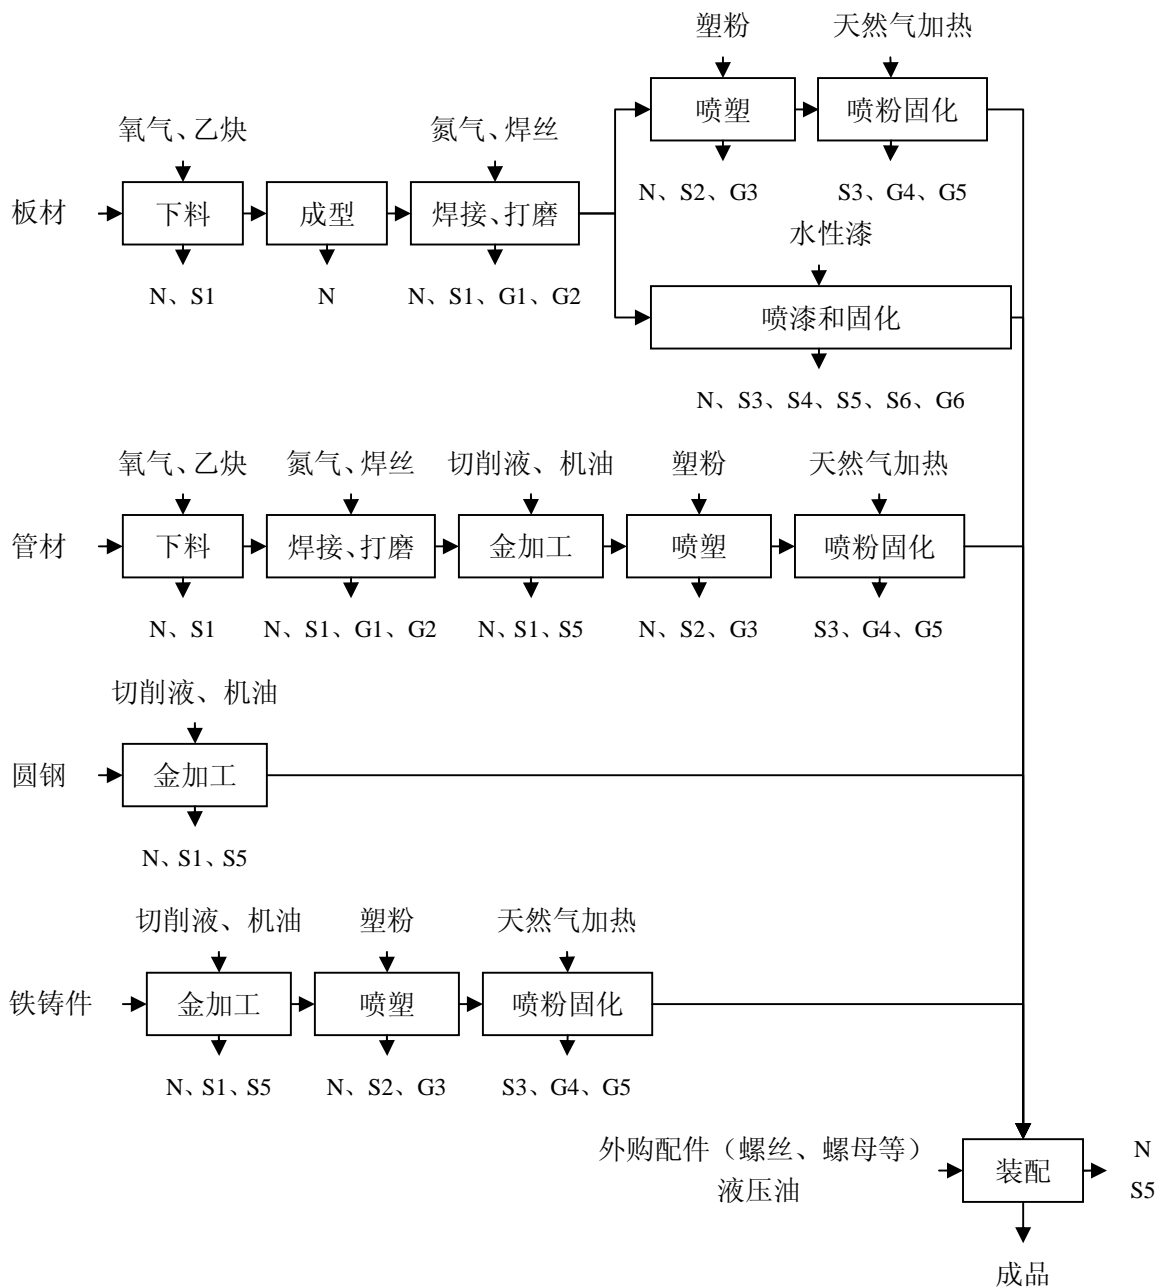 塑粉
天然气加热
喷塑
喷粉固化
氧气、乙炔
氮气、焊丝
N、S2、G3
S3、G4、G5
板材
下料
成型
焊接、打磨
水性漆
N、S1
N
N、S1、G1、G2
喷漆和固化
N、S3、S4、S5、S6、G6
氧气、乙炔
氮气、焊丝
切削液、机油
塑粉
天然气加热
管材
下料
焊接、打磨
金加工
喷塑
喷粉固化
N、S1
N、S1、G1、G2
N、S1、S5
N、S2、G3
S3、G4、G5
切削液、机油
圆钢
金加工
N、S1、S5
切削液、机油
塑粉
天然气加热
铁铸件
金加工
喷塑
喷粉固化
N、S1、S5
N、S2、G3
S3、G4、G5
外购配件（螺丝、螺母等）
液压油
装配
N
S5
成品